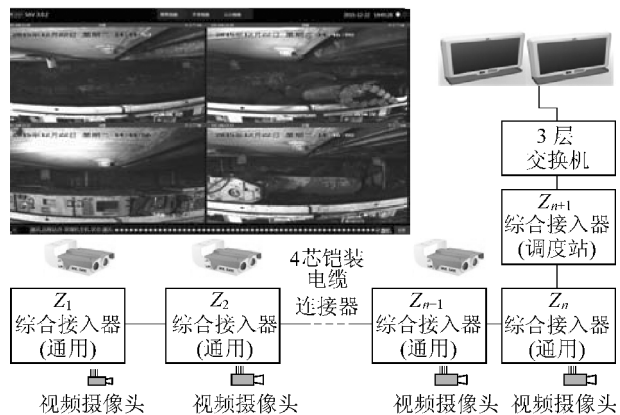 3 层
交换机
Zn+1
综合接入器
(调度站)
4芯铠装
电缆
连接器
Z1
综合接入器
(通用)
Z2
综合接入器
(通用)
Zn−1
综合接入器
(通用)
Zn
综合接入器
(通用)
视频摄像头
视频摄像头
视频摄像头
视频摄像头